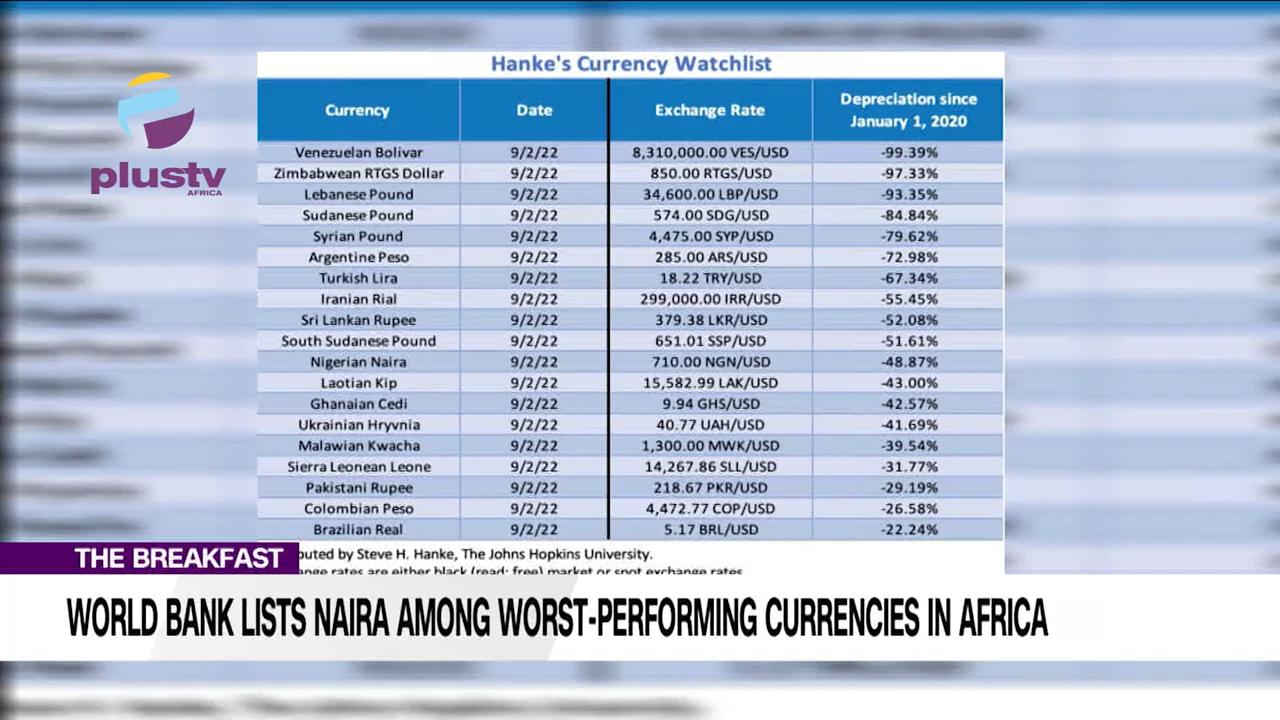 Hanke's Currency Watchlist
Currency Date Exchange Rate Depreciation since January 1, 2020
Venezuelan Bolivar 9/2/22 8,310,000.00 VES/USD -99.39%
Zimbabwean RTGS Dollar 9/2/22 850.00 RTGS/USD -97.33%
Lebanese Pound 9/2/22 34,600.00 LBP/USD -93.35%
Sudanese Pound 9/2/22 574.00 SDG/USD -84.84%
Syrian Pound 9/2/22 4,475.00 SYP/USD -79.62%
Argentine Peso 9/2/22 285.00 ARS/USD -72.98%
Turkish Lira 9/2/22 18.22 TRY/USD -67.34%
Iranian Rial 9/2/22 299,000.00 IRR/USD -55.45%
Sri Lankan Rupee 9/2/22 379.38 LKR/USD -52.08%
South Sudanese Pound 9/2/22 651.01 SSP/USD -51.61%
Nigerian Naira 9/2/22 710.00 NGN/USD -48.87%
Laotian Kip 9/2/22 15,582.99 LAK/USD -43.00%
Ghanaian Cedi 9/2/22 9.94 GHS/USD -42.57%
Ukrainian Hryvnia 9/2/22 40.77 UAH/USD -41.69%
Malawian Kwacha 9/2/22 1,300.00 MWK/USD -39.54%
Sierra Leonean Leone 9/2/22 14,267.86 SLL/USD -31.77%
Pakistani Rupee 9/2/22 218.67 PKR/USD -29.19%
Colombian Peso 9/2/22 4,472.77 COP/USD -26.58%
Brazilian Real 9/2/22 5.17 BRL/USD -22.24%
by Steve H. Hanke, The Johns Hopkins University.
rates are either black (read: free) market or spot exchange rates
plustv
AFRICA
THE BREAKFAST
WORLD BANK LISTS NAIRA AMONG WORST-PERFORMING CURRENCIES IN AFRICA